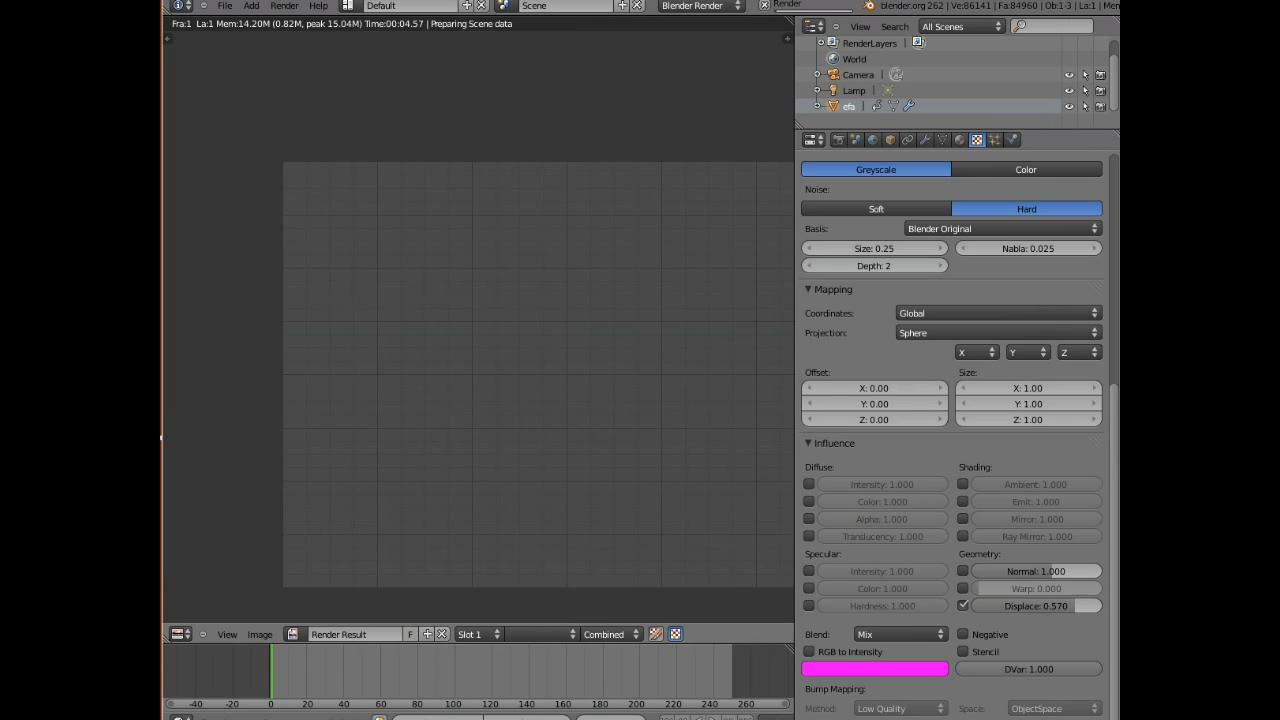 File Add Render Help Default Scene Blender Render Render blender.org 262 | Ve:86141 | Fa:84960 | Ob:1-3 | La:1 | Mem
Fra:1 La:1 Mem:14.20M (0.82M, peak 15.04M) Time:00:04.57 | Preparing Scene data
View Search All Scenes
RenderLayers
World
Camera
Lamp
efa
Greyscale Color
Noise:
Soft Hard
Basis: Blender Original
Size: 0.25 Nabla: 0.025
Depth: 2
Mapping
Coordinates: Global
Projection: Sphere
X Y Z
Offset: Size:
X: 0.00 X: 1.00
Y: 0.00 Y: 1.00
Z: 0.00 Z: 1.00
Influence
Diffuse: Shading:
Intensity: 1.000 Ambient: 1.000
Color: 1.000 Emit: 1.000
Alpha: 1.000 Mirror: 1.000
Translucency: 1.000 Ray Mirror: 1.000
Specular: Geometry:
Intensity: 1.000 Normal: 1.000
Color: 1.000 Warp: 0.000
Hardness: 1.000 Displace: 0.570
Blend: Mix Negative
RGB to Intensity Stencil
DVar: 1.000
Bump Mapping:
Method: Low Quality Space: ObjectSpace
View Image Render Result F Slot 1 Combined
-40 -20 0 20 40 60 80 100 120 140 160 180 200 220 240 260